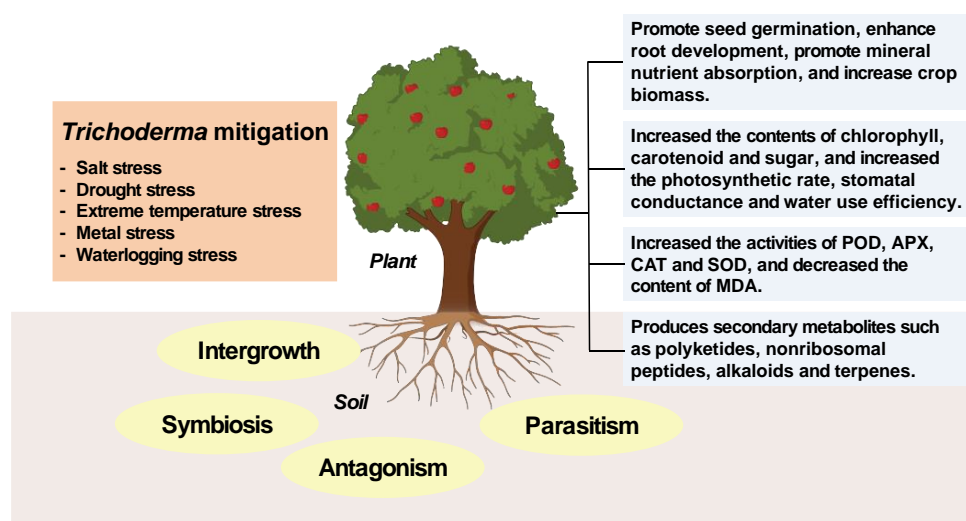 Trichoderma mitigation
- Salt stress
- Drought stress
- Extreme temperature stress
- Metal stress
- Waterlogging stress
Plant
Promote seed germination, enhance
root development, promote mineral
nutrient absorption, and increase crop
biomass.
Increased the contents of chlorophyll,
carotenoid and sugar, and increased
the photosynthetic rate, stomatal
conductance and water use efficiency.
Increased the activities of POD, APX,
CAT and SOD, and decreased the
content of MDA.
Produces secondary metabolites such
as polyketides, nonribosomal
peptides, alkaloids and terpenes.
Intergrowth
Soil
Symbiosis
Parasitism
Antagonism